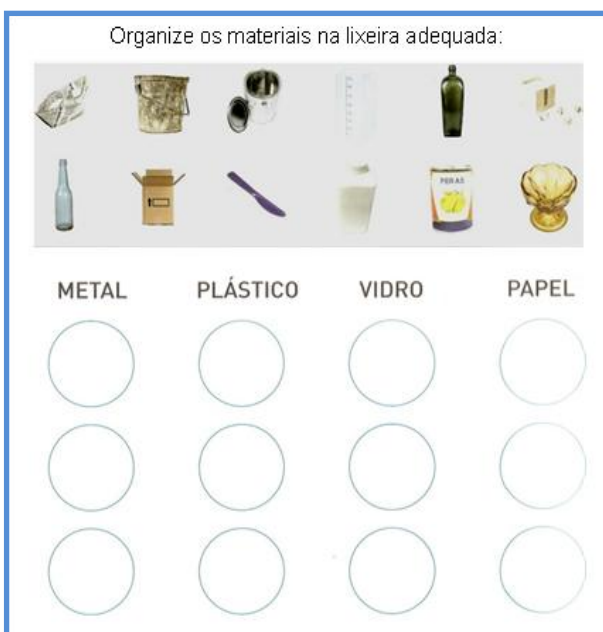 Organize os materiais na lixeira adequada:
PERAS
METAL PLÁSTICO VIDRO PAPEL